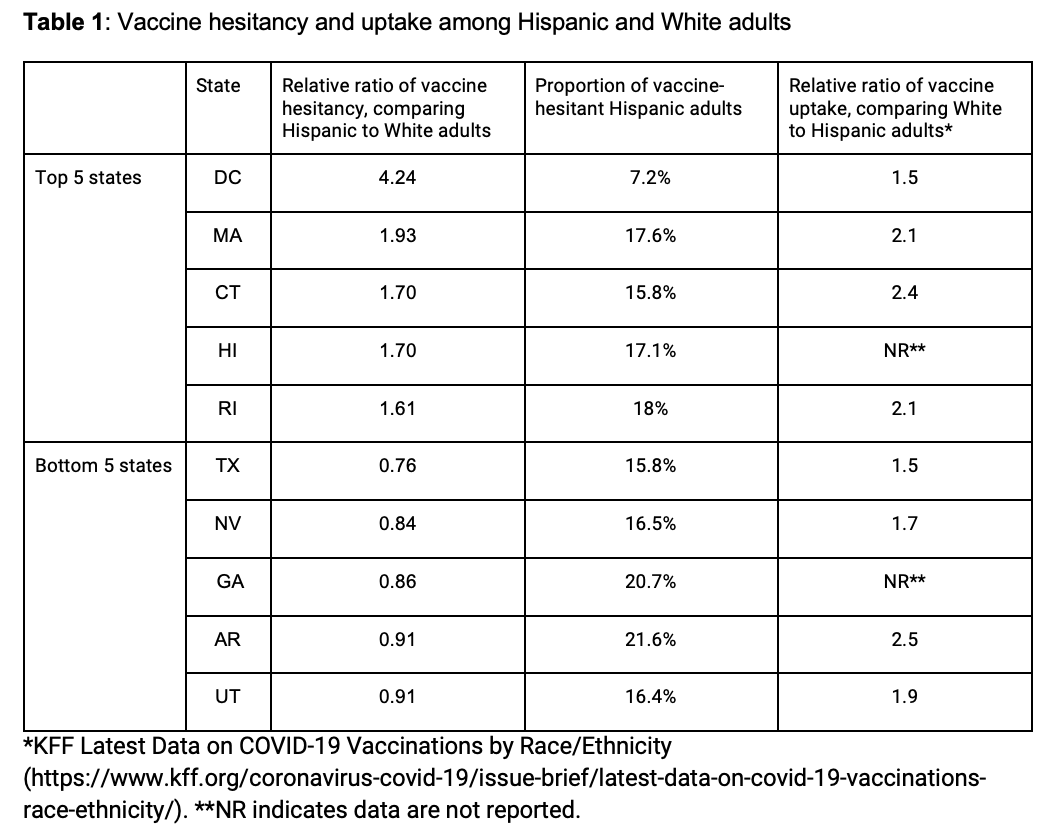 Table 1: Vaccine hesitancy and uptake among Hispanic and White adults
State
Relative ratio of vaccine
hesitancy, comparing
Hispanic to White adults
Proportion of vaccine-
hesitant Hispanic adults
Relative ratio of vaccine
uptake, comparing White
to Hispanic adults*
Top 5 states DC 4.24 7.2% 1.5
MA 1.93 17.6% 2.1
CT 1.70 15.8% 2.4
HI 1.70 17.1% NR**
RI 1.61 18% 2.1
Bottom 5 states TX 0.76 15.8% 1.5
NV 0.84 16.5% 1.7
GA 0.86 20.7% NR**
AR 0.91 21.6% 2.5
UT 0.91 16.4% 1.9
*KFF Latest Data on COVID-19 Vaccinations by Race/Ethnicity
(https://www.kff.org/coronavirus-covid-19/issue-brief/latest-data-on-covid-19-vaccinations-
race-ethnicity/). **NR indicates data are not reported.